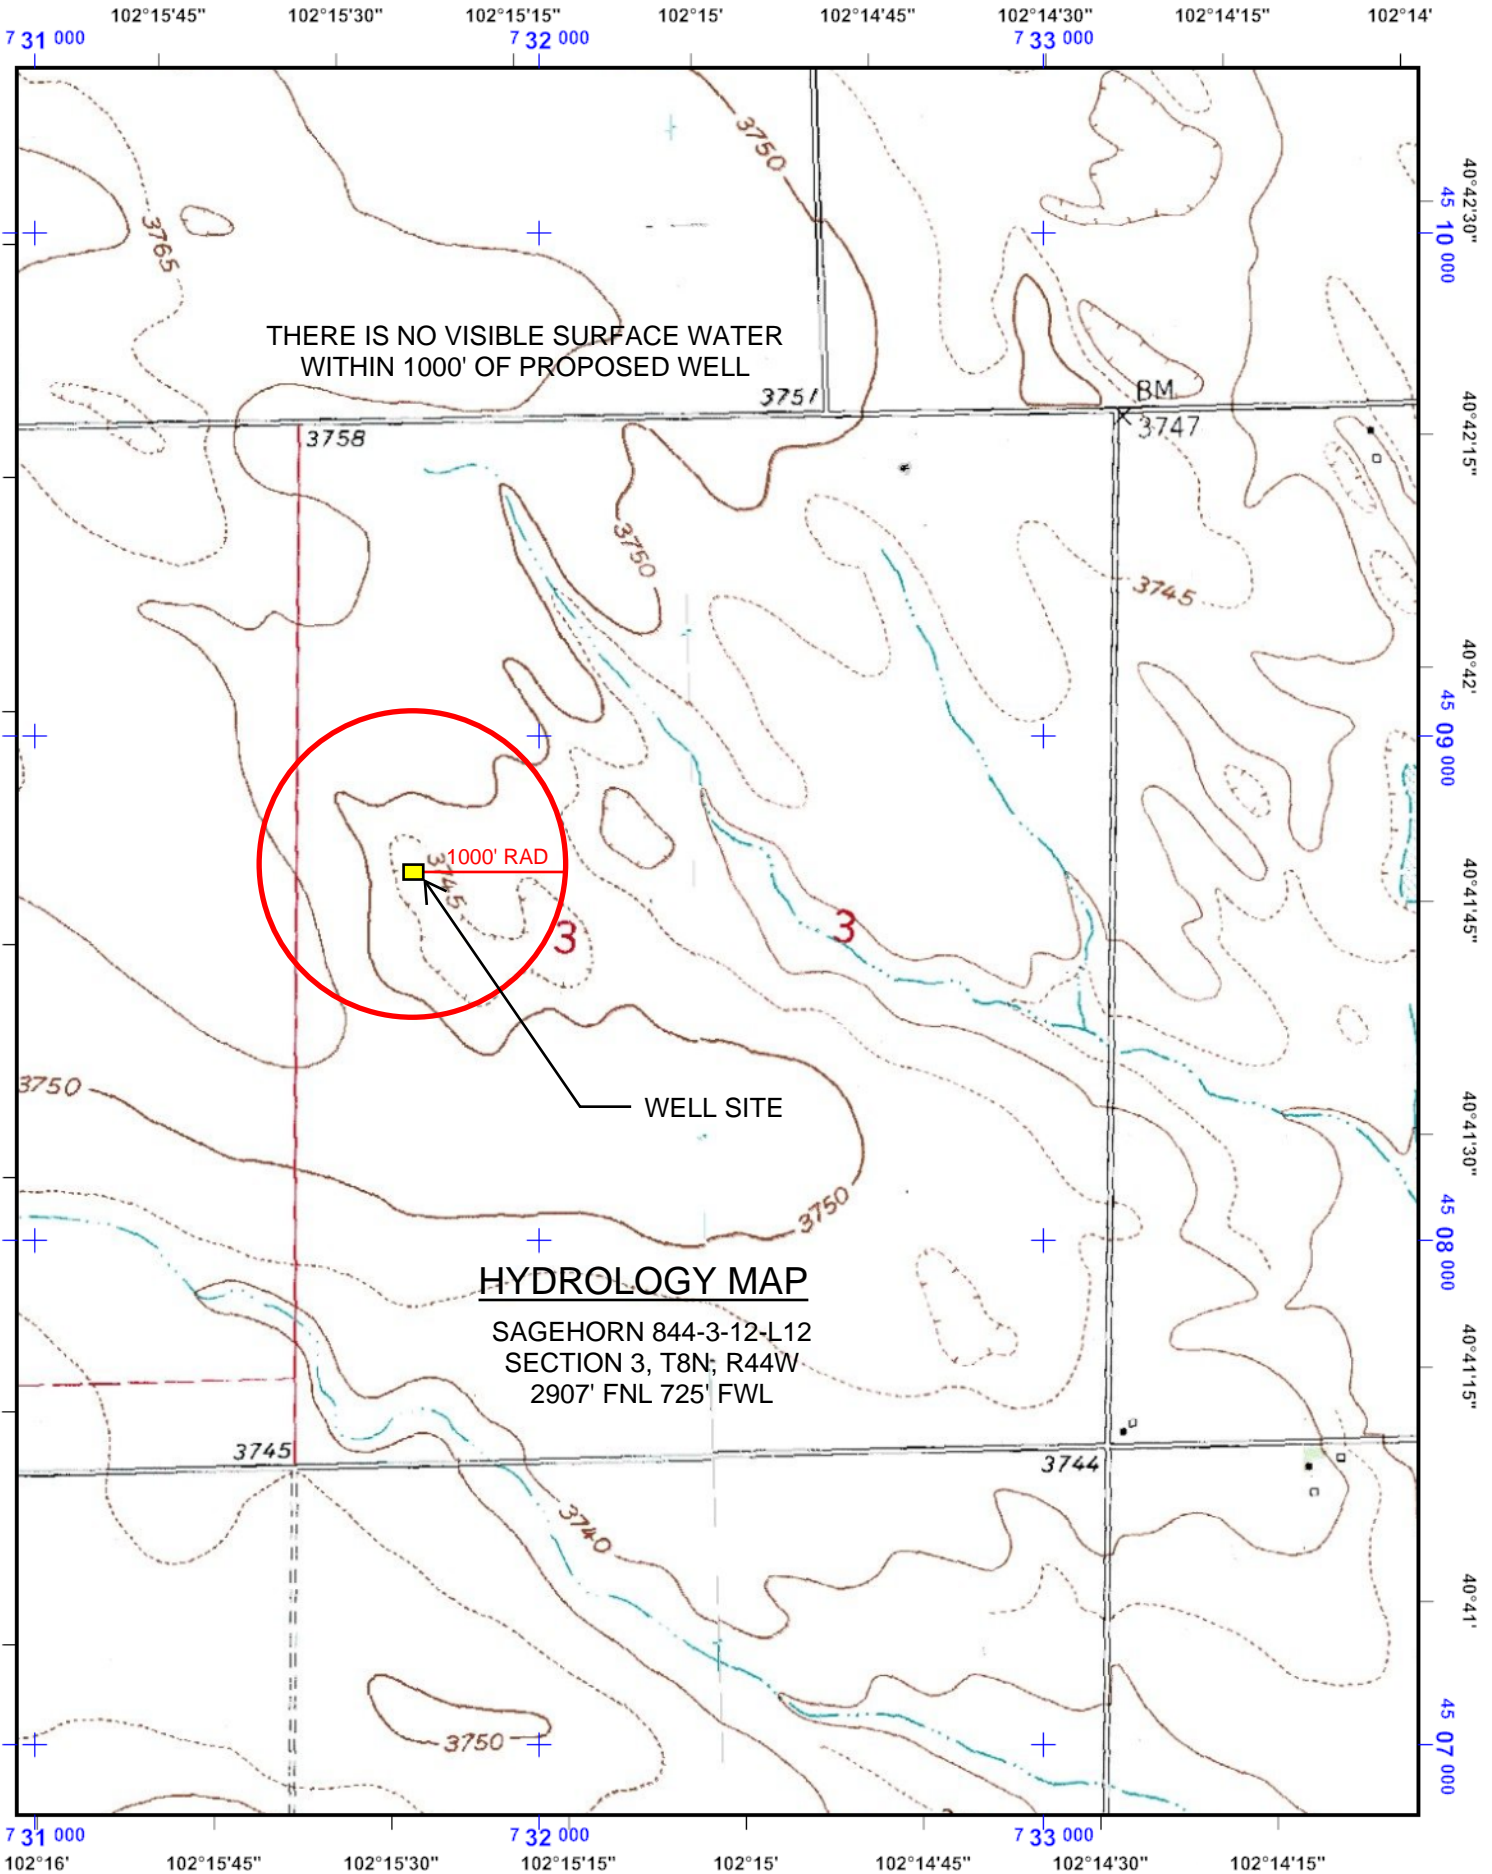 102°15'45" 102°15'30" 102°15'15" 102°15' 102°14'45" 102°14'30" 102°14'15" 102°14'
7 31 000 7 32 000 7 33 000
3750
40°42'30"
45 10 000
3765
THERE IS NO VISIBLE SURFACE WATER
WITHIN 1000' OF PROPOSED WELL
3751
BM
3747
3758
40°42'15"
3750
3745
40°42'
45 09 000
1000' RAD
3745
3
3
40°41'45"
3750
WELL SITE
40°41'30"
3750
45 08 000
HYDROLOGY MAP
SAGEHORN 844-3-12-L12
SECTION 3, T8N, R44W
2907' FNL 725' FWL
40°41'15"
3745
3744
3740
40°41'
3750
45 07 000
7 31 000 7 32 000 7 33 000
102°16' 102°15'45" 102°15'30" 102°15'15" 102°15' 102°14'45" 102°14'30" 102°14'15"